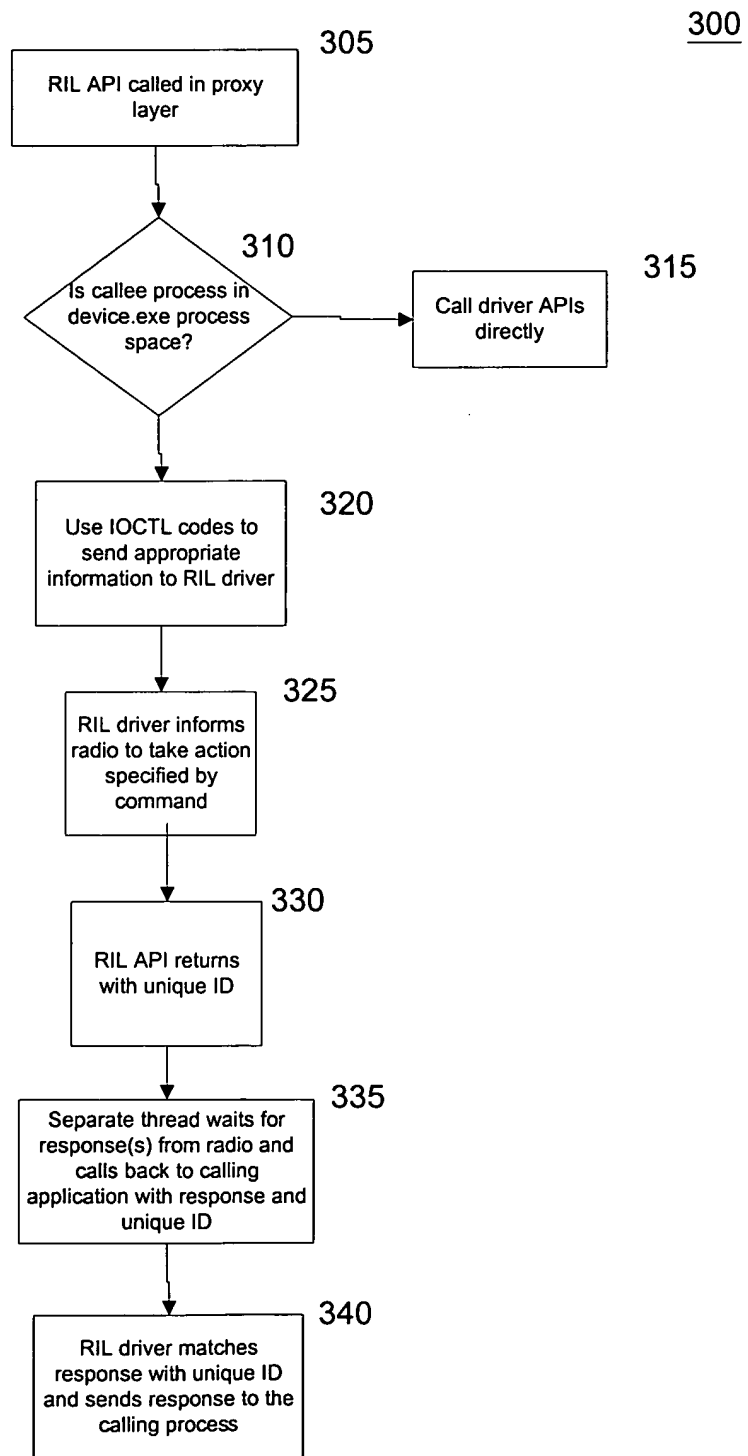 300
305
RIL API called in proxy
layer
310
Is callee process in
device.exe process
space?
315
Call driver APIs
directly
320
Use IOCTL codes to
send appropriate
information to RIL driver
325
RIL driver informs
radio to take action
specified by
command
330
RIL API returns
with unique ID
335
Separate thread waits for
response(s) from radio and
calls back to calling
application with response and
unique ID
340
RIL driver matches
response with unique ID
and sends response to the
calling process